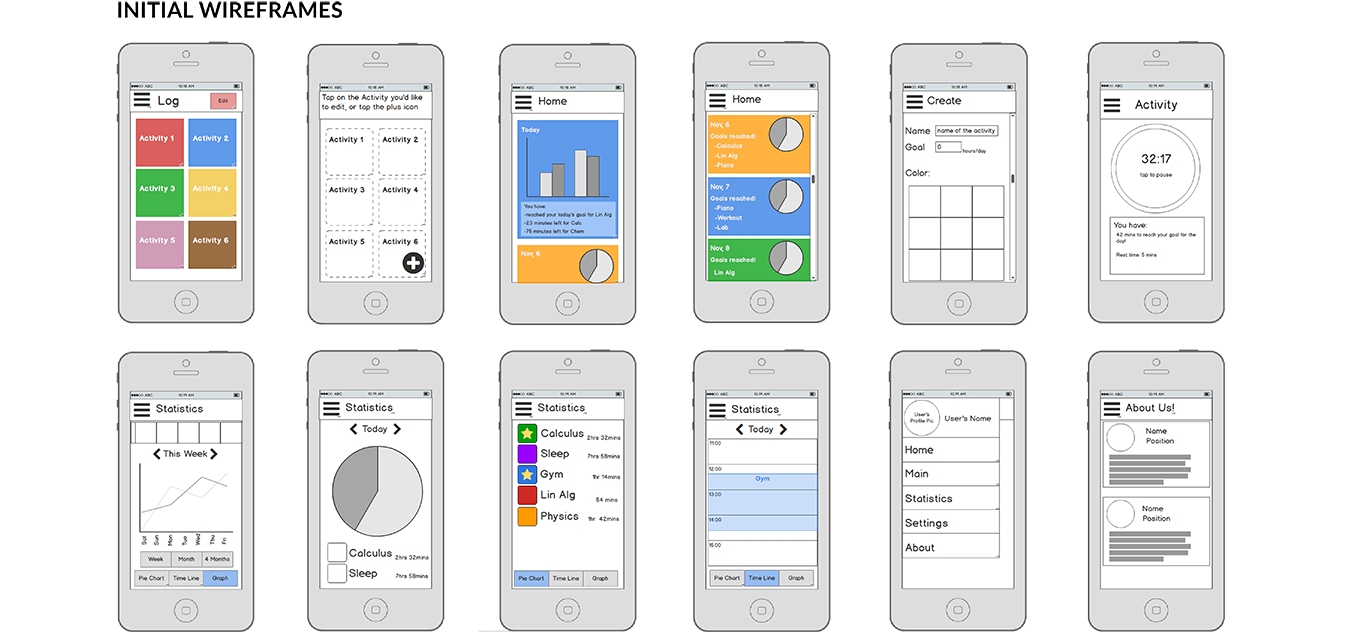 INITIAL WIREFRAMES
ABC 10:18 AM
Log
Edit
Activity 1
Activity 2
Activity 3
Activity 4
Activity 5
Activity 6
ABC 10:18 AM
Tap on the Activity you'd like
to edit, or tap the plus icon
Activity 1
Activity 2
Activity 3
Activity 4
Activity 5
Activity 6
ABC 10:18 AM
Home
Today
You have:
-reached your today's goal for Lin Alg
-23 minutes left for Calc
-78 minutes left for Chem
Nov, 6
ABC 10:18 AM
Home
Nov, 6
Goals reached!
-Calculus
-Lin Alg
-Piano
Nov, 7
Goals reached!
-Piano
-Workout
-Lab
Nov, 8
Goals reached!
Lin Alg
ABC 10:18 AM
Create
Name name of the activity
Goal 0 hours/day
Color:
ABC 10:19 AM
Activity
32:17
tap to pause
You have:
42 mins to reach your goal for the
day!
Rest time 5 mins
ABC 10:19 AM
Statistics
This Week
Sat
Sun
Mon
Tue
Wed
Thu
Fri
Week Month 4 Months
Pie Chart Time Line Graph
ABC 10:19 AM
Statistics
Today
Calculus 2hrs 32mins
Sleep 7hrs 58mins
ABC 10:19 AM
Statistics
Calculus 2hrs 32mins
Sleep 7hrs 58mins
Gym 1hr 14mins
Lin Alg 54 mins
Physics 1hr 42mins
Pie Chart Time Line Graph
ABC 10:19 AM
Statistics
Today
11:00
12:00
Gym
13:00
14:00
15:00
Pie Chart Time Line Graph
ABC 10:19 AM
User's
Profile Pic
User's Name
Home
Main
Statistics
Settings
About
ABC 10:19 AM
About Us!
Name
Position
Name
Position